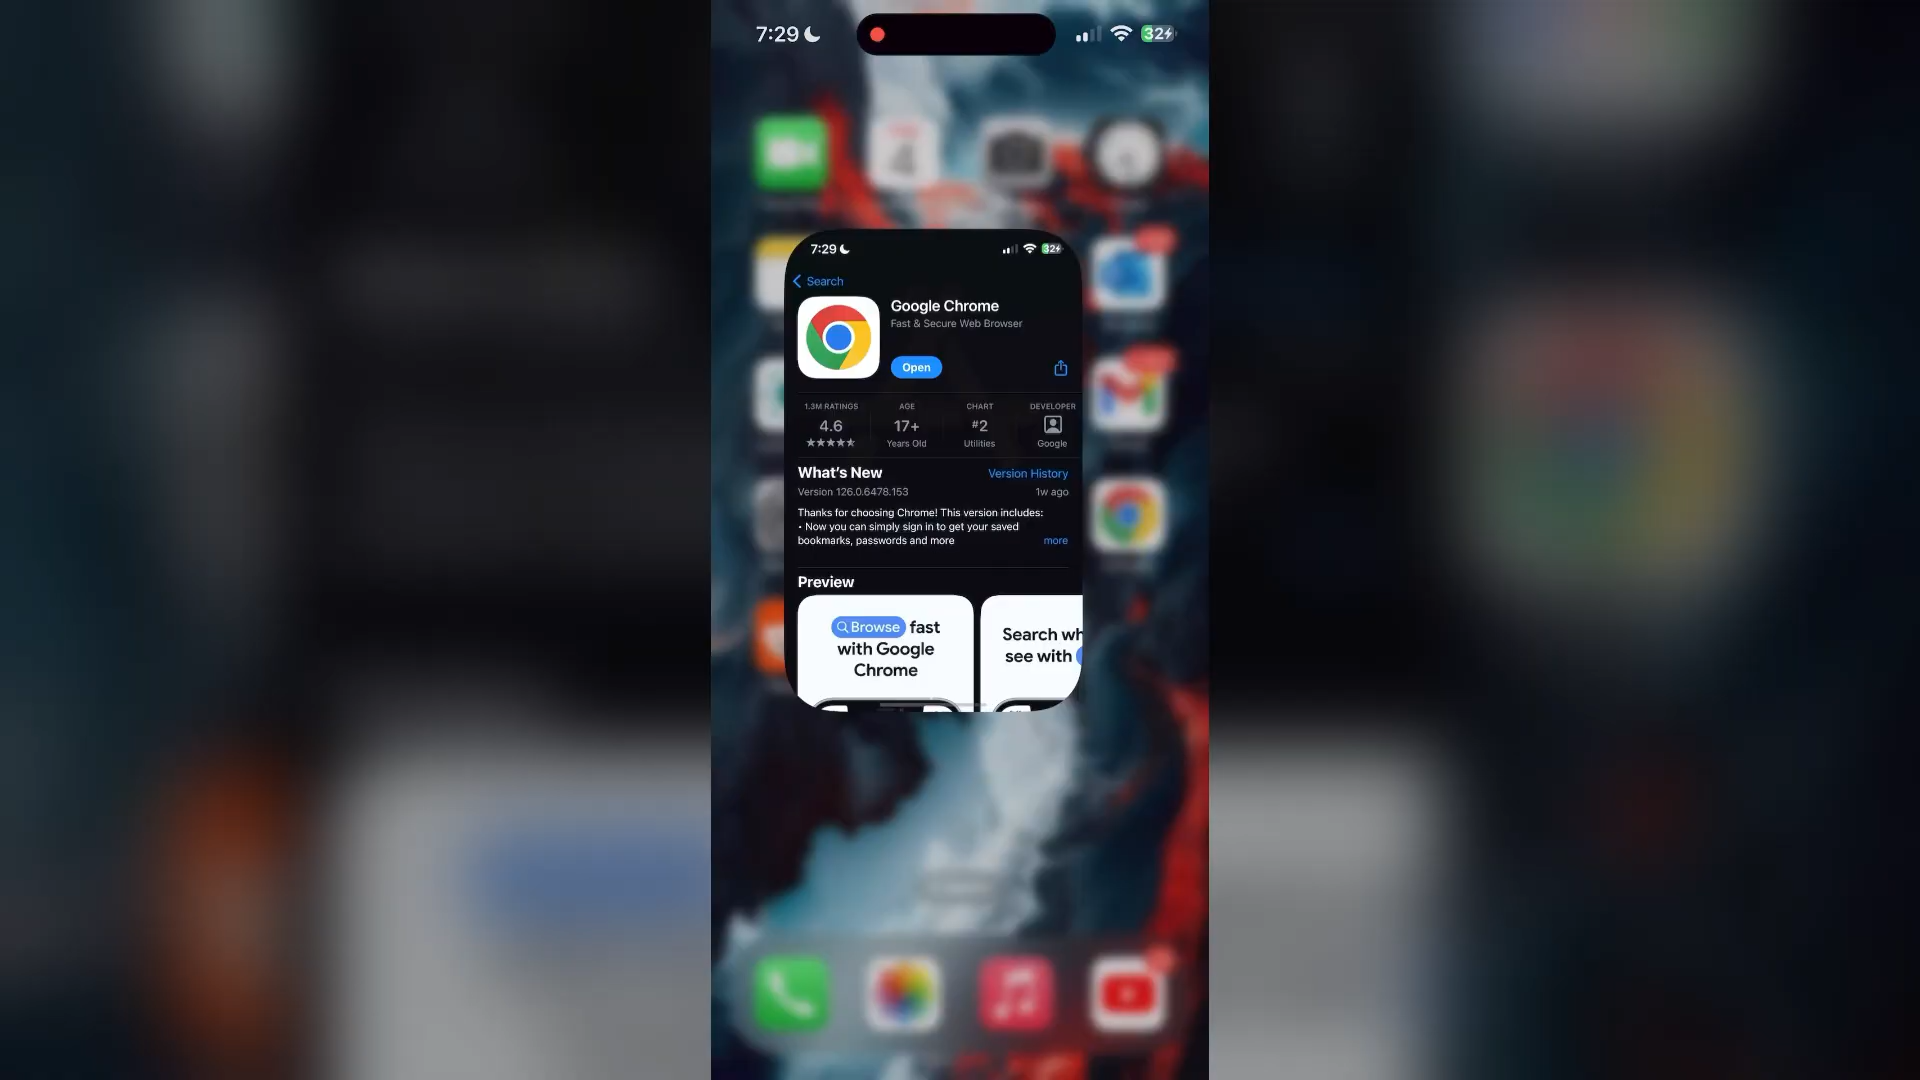 7:29
32
4
7:29
32
Search
Google Chrome
Fast & Secure Web Browser
Open
1.3M RATINGS
AGE
CHART
DEVELOPER
4.6
17+
#2
Years Old
Utilities
Google
What's New
Version History
Version 126.0.6478.153
1w ago
Thanks for choosing Chrome! This version includes:
• Now you can simply sign in to get your saved
bookmarks, passwords and more
more
Preview
Browse fast
with Google
Chrome
Search wh
see with